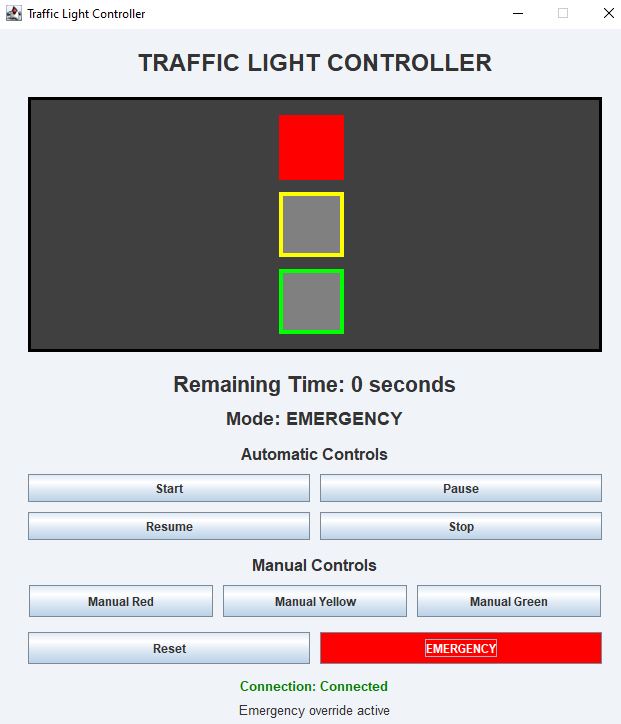 Traffic Light Controller
TRAFFIC LIGHT CONTROLLER
Remaining Time: 0 seconds
Mode: EMERGENCY
Automatic Controls
Start Pause
Resume Stop
Manual Controls
Manual Red Manual Yellow Manual Green
Reset EMERGENCY
Connection: Connected
Emergency override active